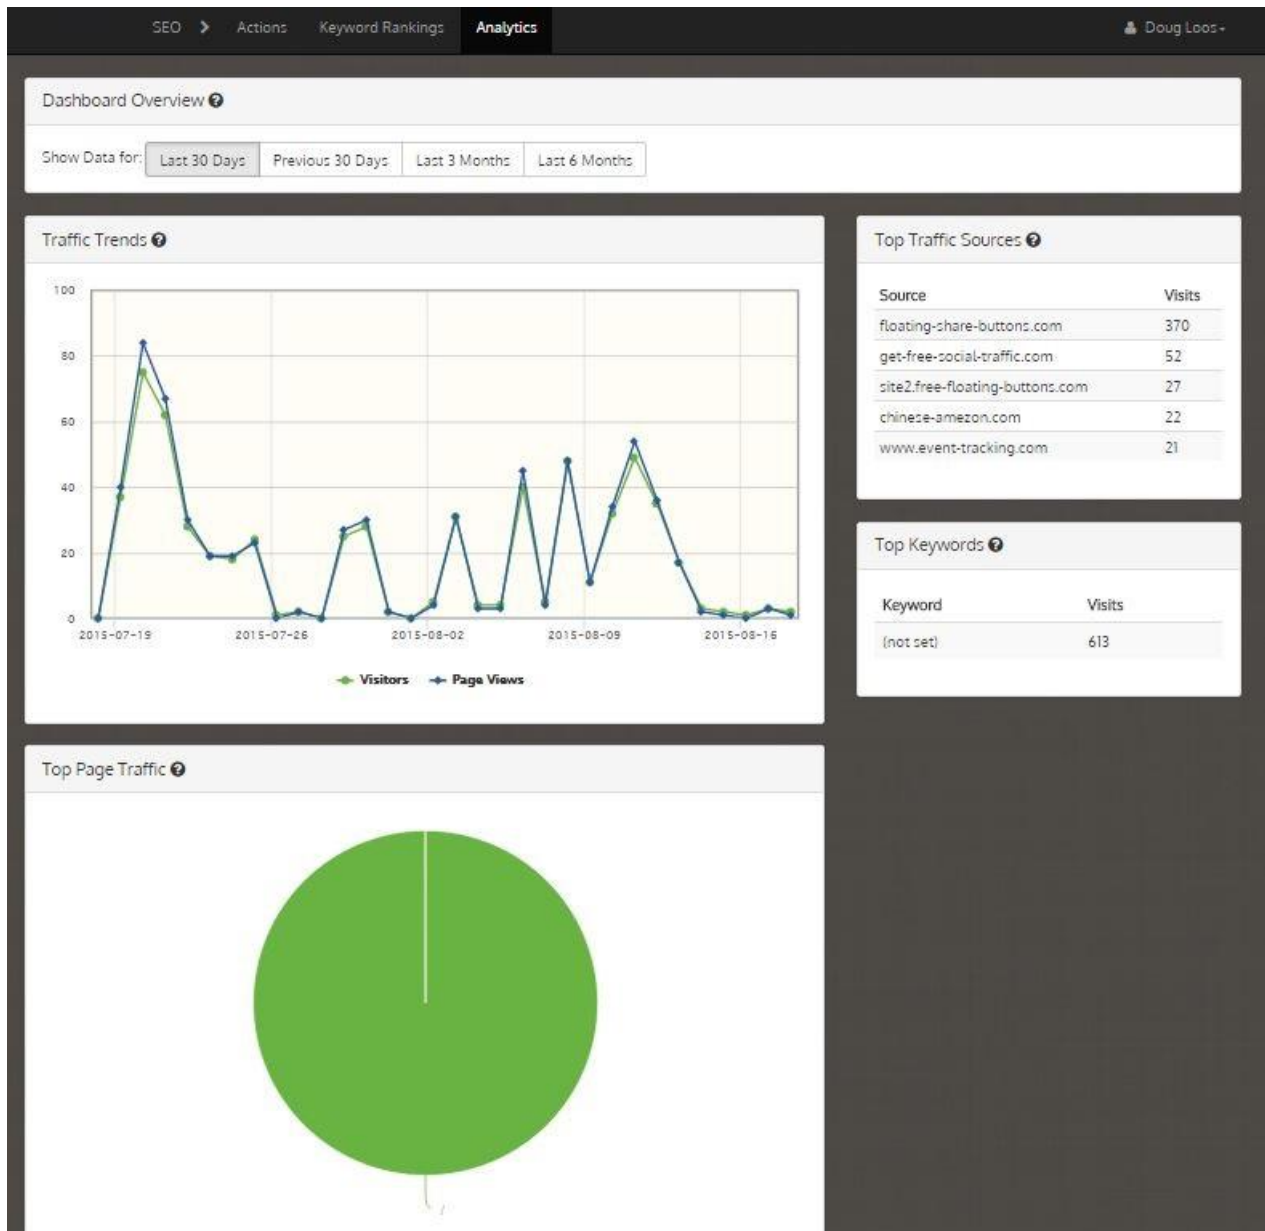 SEO Actions Keyword Rankings Analytics Doug Loos
Dashboard Overview
Show Data for: Last 30 Days Previous 30 Days Last 3 Months Last 6 Months
Traffic Trends
100
80
60
40
20
0
2015-07-19 2015-07-26 2015-08-02 2015-08-09 2015-08-16
Visitors Page Views
Top Traffic Sources
Source Visits
floating-share-buttons.com 370
get-free-social-traffic.com 52
site2.free-floating-buttons.com 27
chinese-amezon.com 22
www.event-tracking.com 21
Top Keywords
Keyword Visits
(not set) 613
Top Page Traffic
/